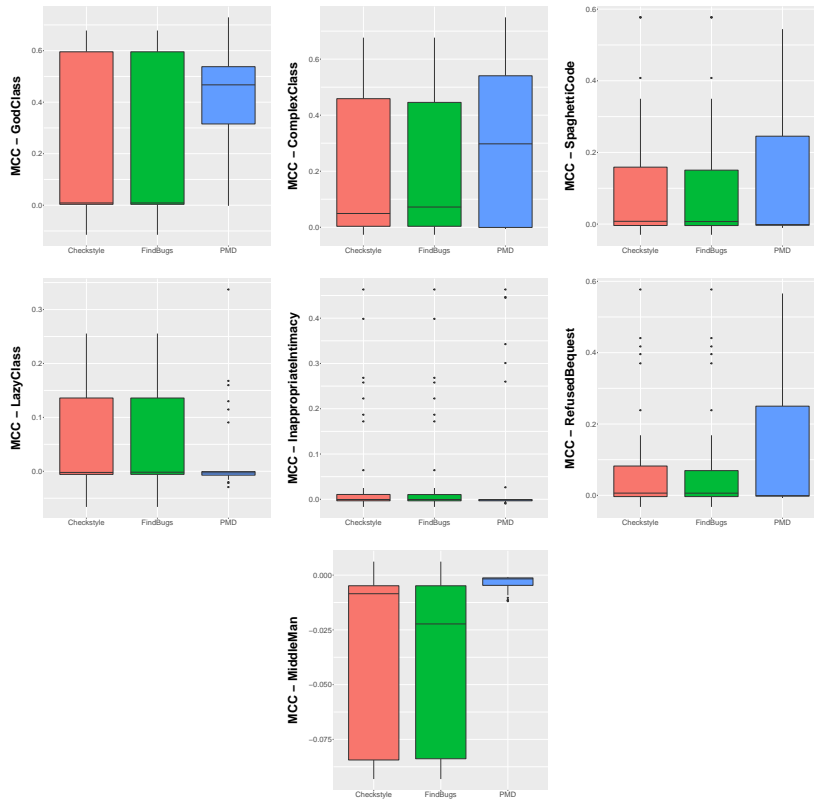 MCC − GodClass
0.6
0.4
0.2
0.0
Checkstyle FindBugs PMD
MCC − ComplexClass
0.6
0.4
0.2
0.0
Checkstyle FindBugs PMD
MCC − SpaghettiCode
0.6
0.4
0.2
0.0
Checkstyle FindBugs PMD
MCC − LazyClass
0.3
0.2
0.1
0.0
Checkstyle FindBugs PMD
MCC − InappropriateIntimacy
0.4
0.3
0.2
0.1
0.0
Checkstyle FindBugs PMD
MCC − RefusedBequest
0.6
0.4
0.2
0.0
Checkstyle FindBugs PMD
MCC − MiddleMan
0.000
−0.025
−0.050
−0.075
Checkstyle FindBugs PMD